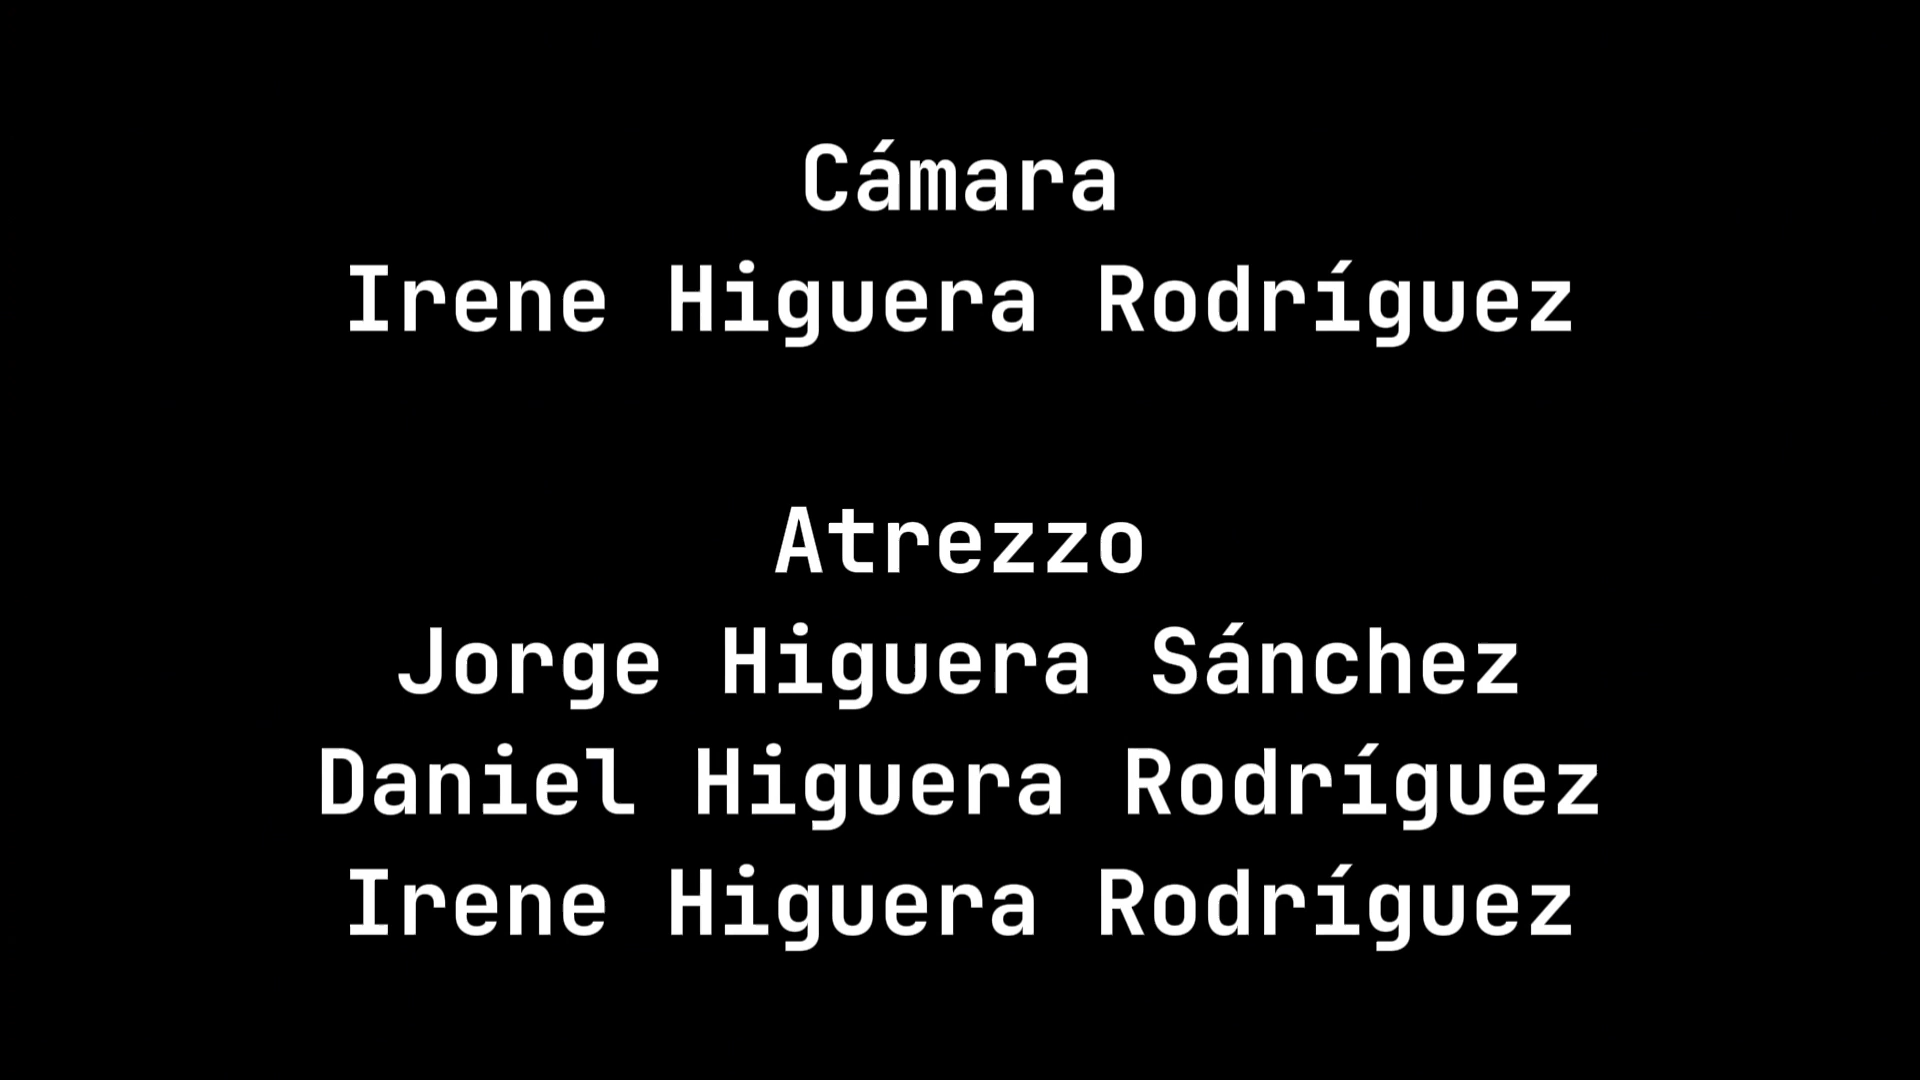 Cámara
Irene Higuera Rodríguez
Atrezzo
Jorge Higuera Sánchez
Daniel Higuera Rodríguez
Irene Higuera Rodríguez